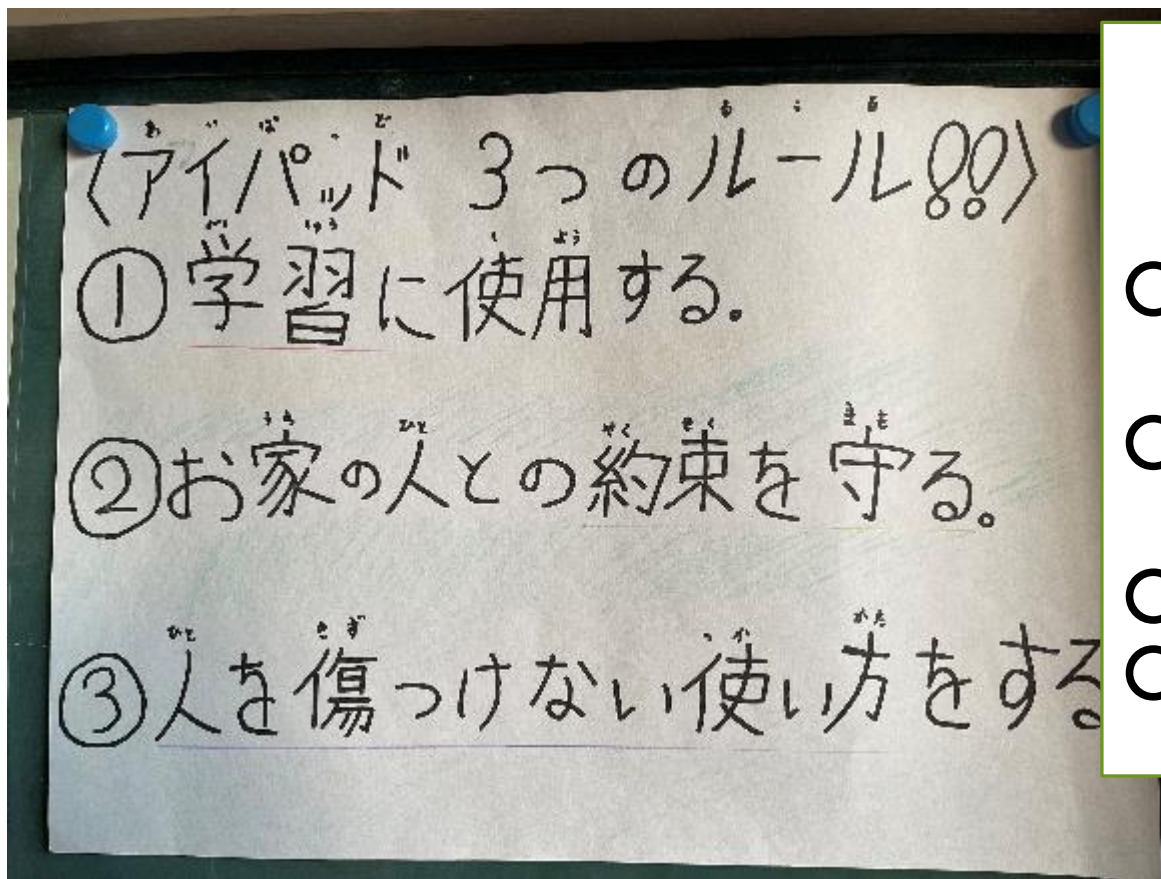 〈アイパッド 3つのルール!!〉
①学習に使用する.
②お家の人との約束を守る。
③人を傷つけない使い方をする